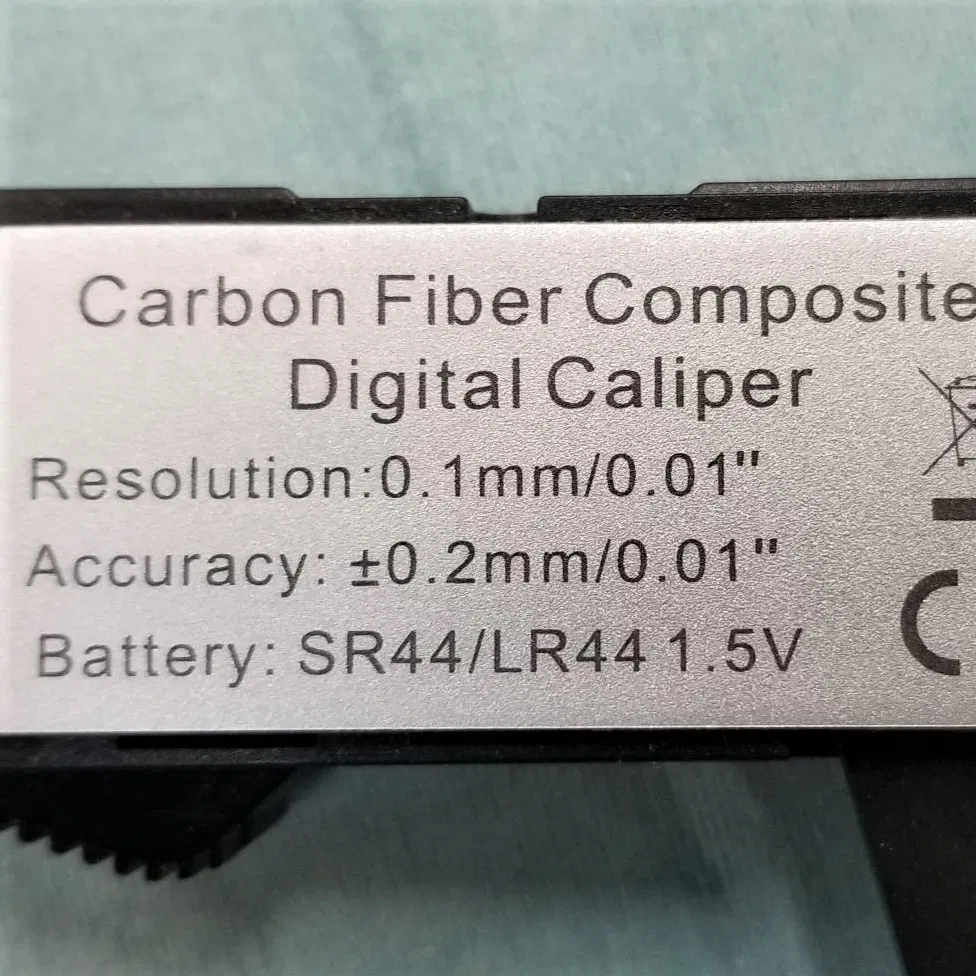 Carbon Fiber Composite
Digital Caliper
Resolution:0.1mm/0.01"
Accuracy: ±0.2mm/0.01"
Battery: SR44/LR44 1.5V